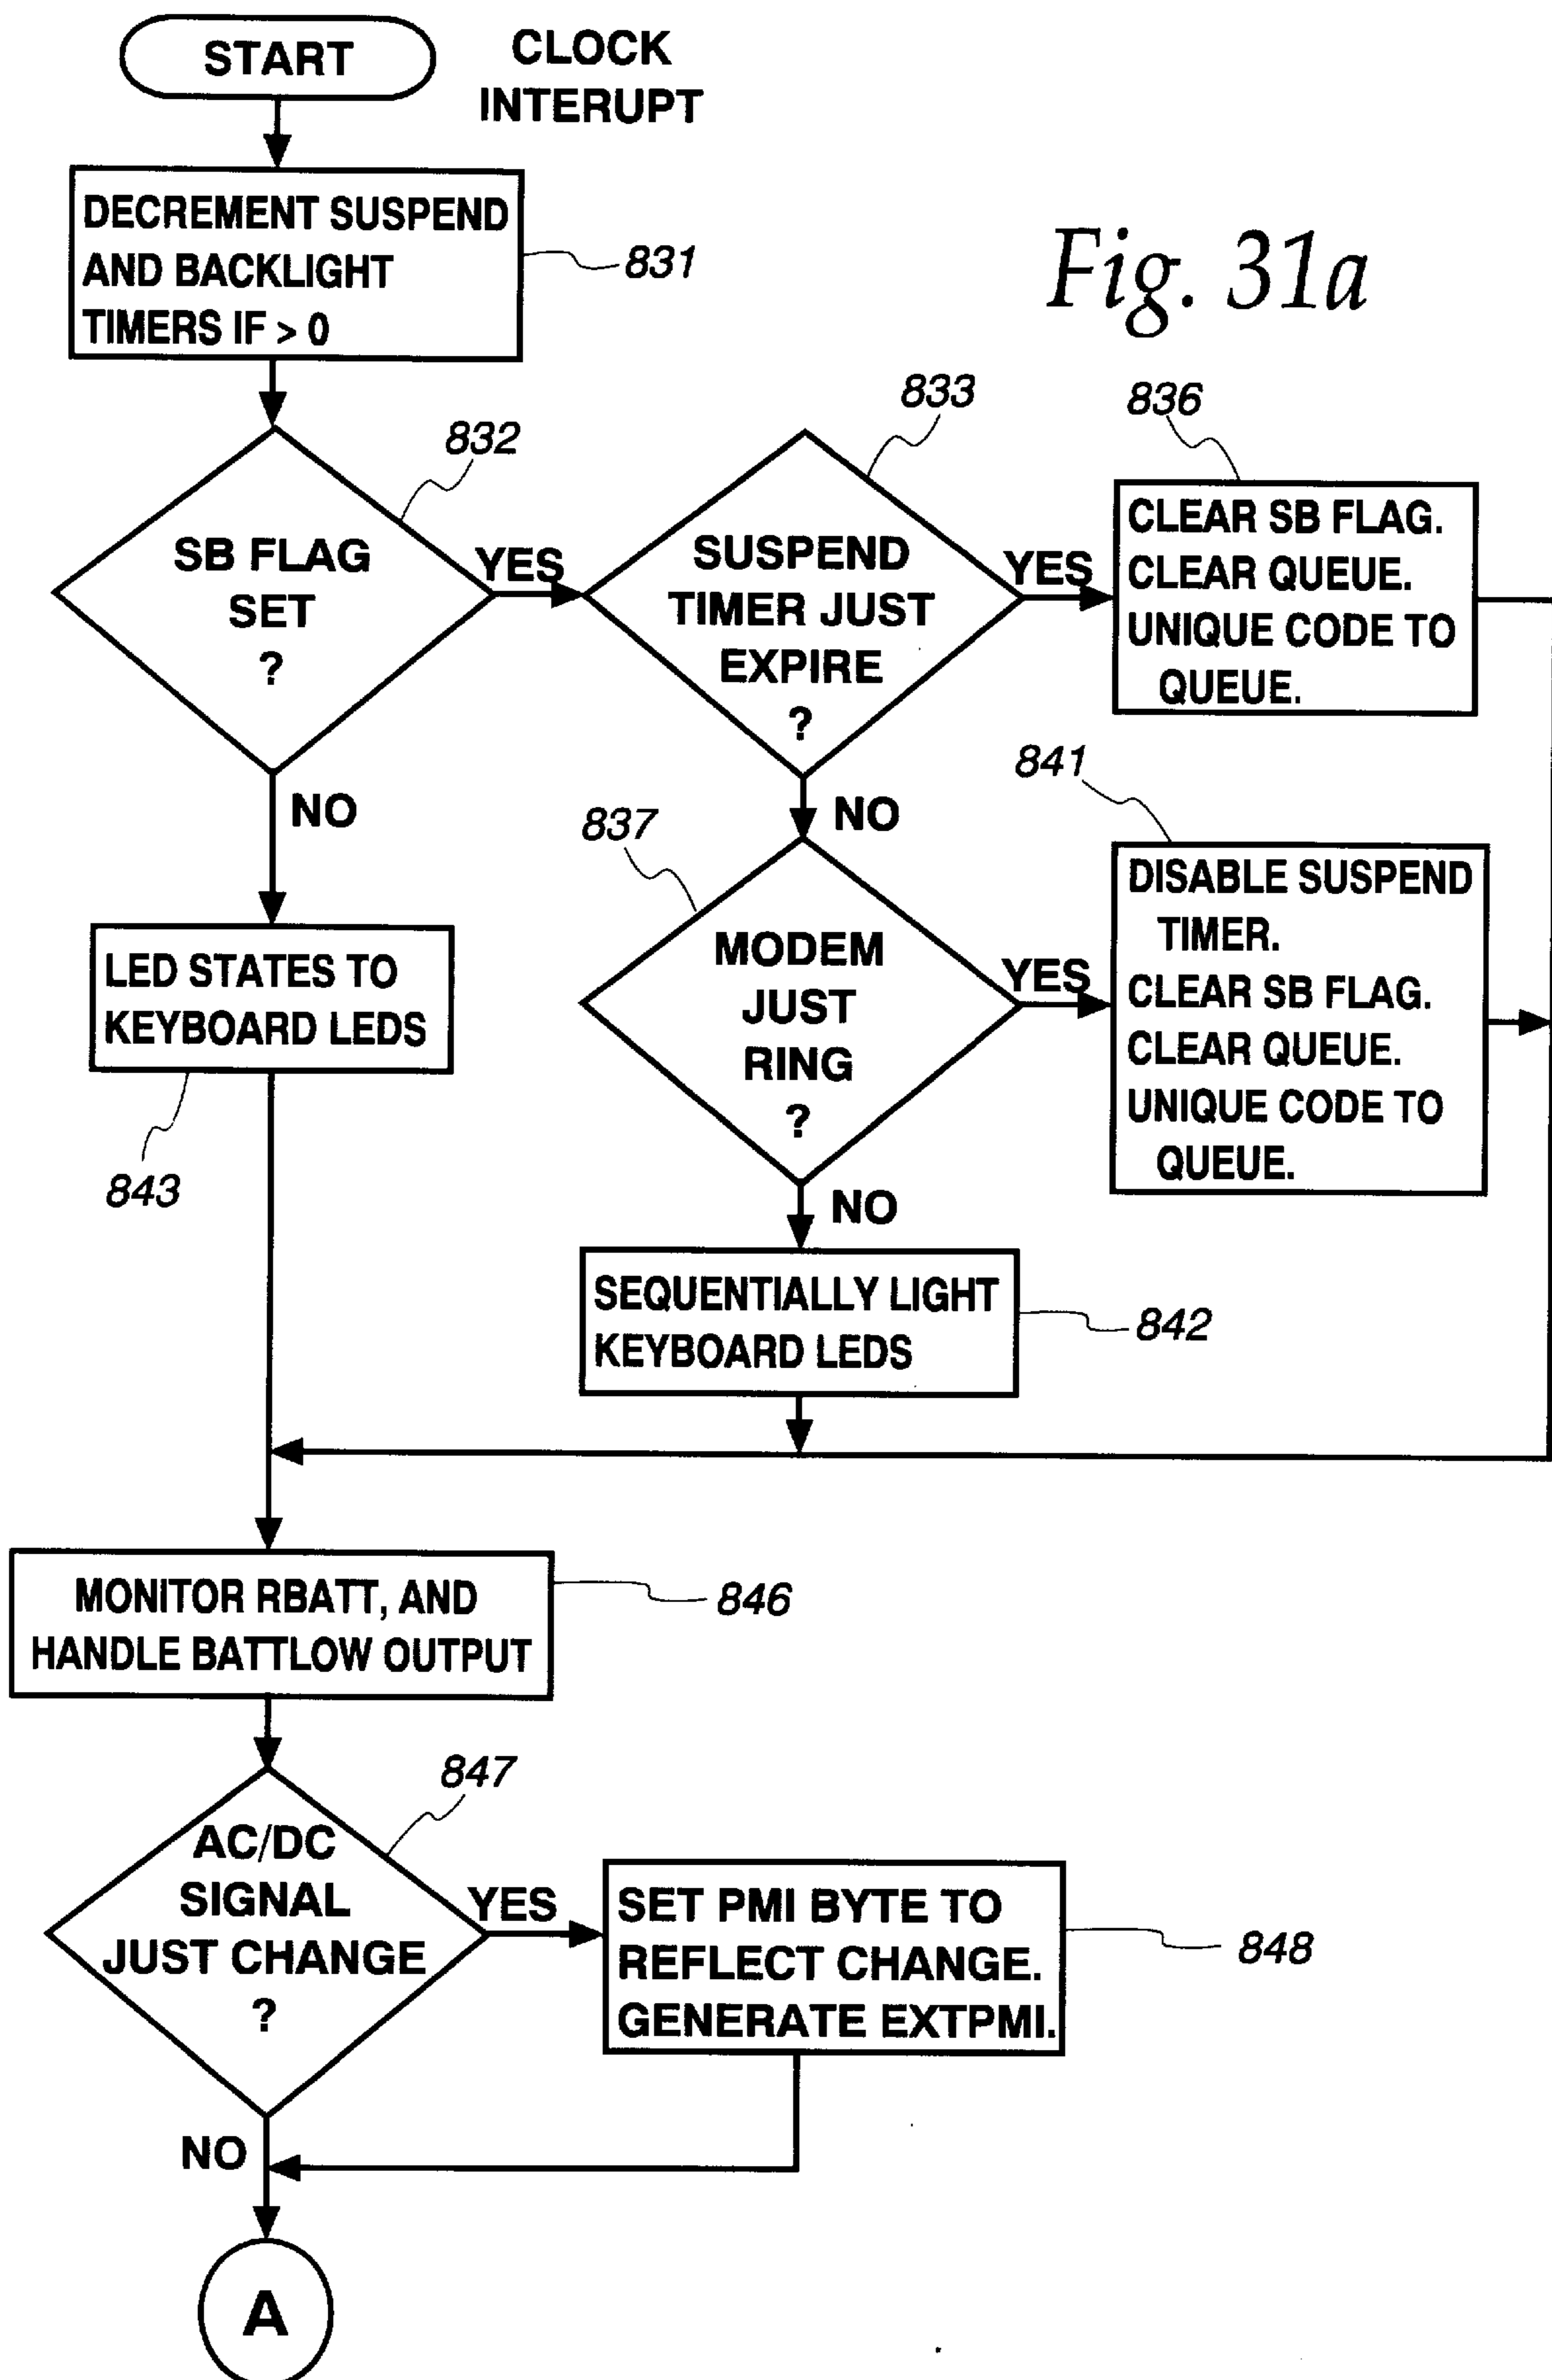 START
CLOCK
INTERUPT
DECREMENT SUSPEND
AND BACKLIGHT
TIMERS IF > 0
831
Fig. 31a
832
SB FLAG
SET
?
YES
NO
833
SUSPEND
TIMER JUST
EXPIRE
?
YES
NO
836
CLEAR SB FLAG.
CLEAR QUEUE.
UNIQUE CODE TO
QUEUE.
837
MODEM
JUST
RING
?
YES
NO
841
DISABLE SUSPEND
TIMER.
CLEAR SB FLAG.
CLEAR QUEUE.
UNIQUE CODE TO
QUEUE.
LED STATES TO
KEYBOARD LEDS
843
SEQUENTIALLY LIGHT
KEYBOARD LEDS
842
MONITOR RBATT, AND
HANDLE BATTLOW OUTPUT
846
847
AC/DC
SIGNAL
JUST CHANGE
?
YES
NO
SET PMI BYTE TO
REFLECT CHANGE.
GENERATE EXTPMI.
848
A